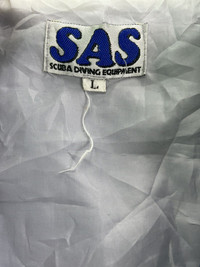 SAS
SCUBA DIVING EQUIPMENT
L